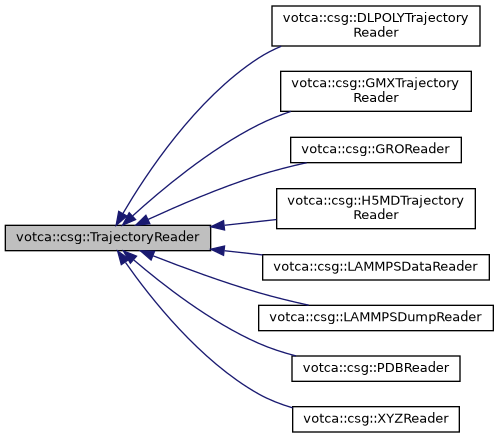 votca::csg::DLPOLYTrajectory
Reader
votca::csg::GMXTrajectory
Reader
votca::csg::GROReader
votca::csg::H5MDTrajectory
Reader
votca::csg::TrajectoryReader
votca::csg::LAMMPSDataReader
votca::csg::LAMMPSDumpReader
votca::csg::PDBReader
votca::csg::XYZReader